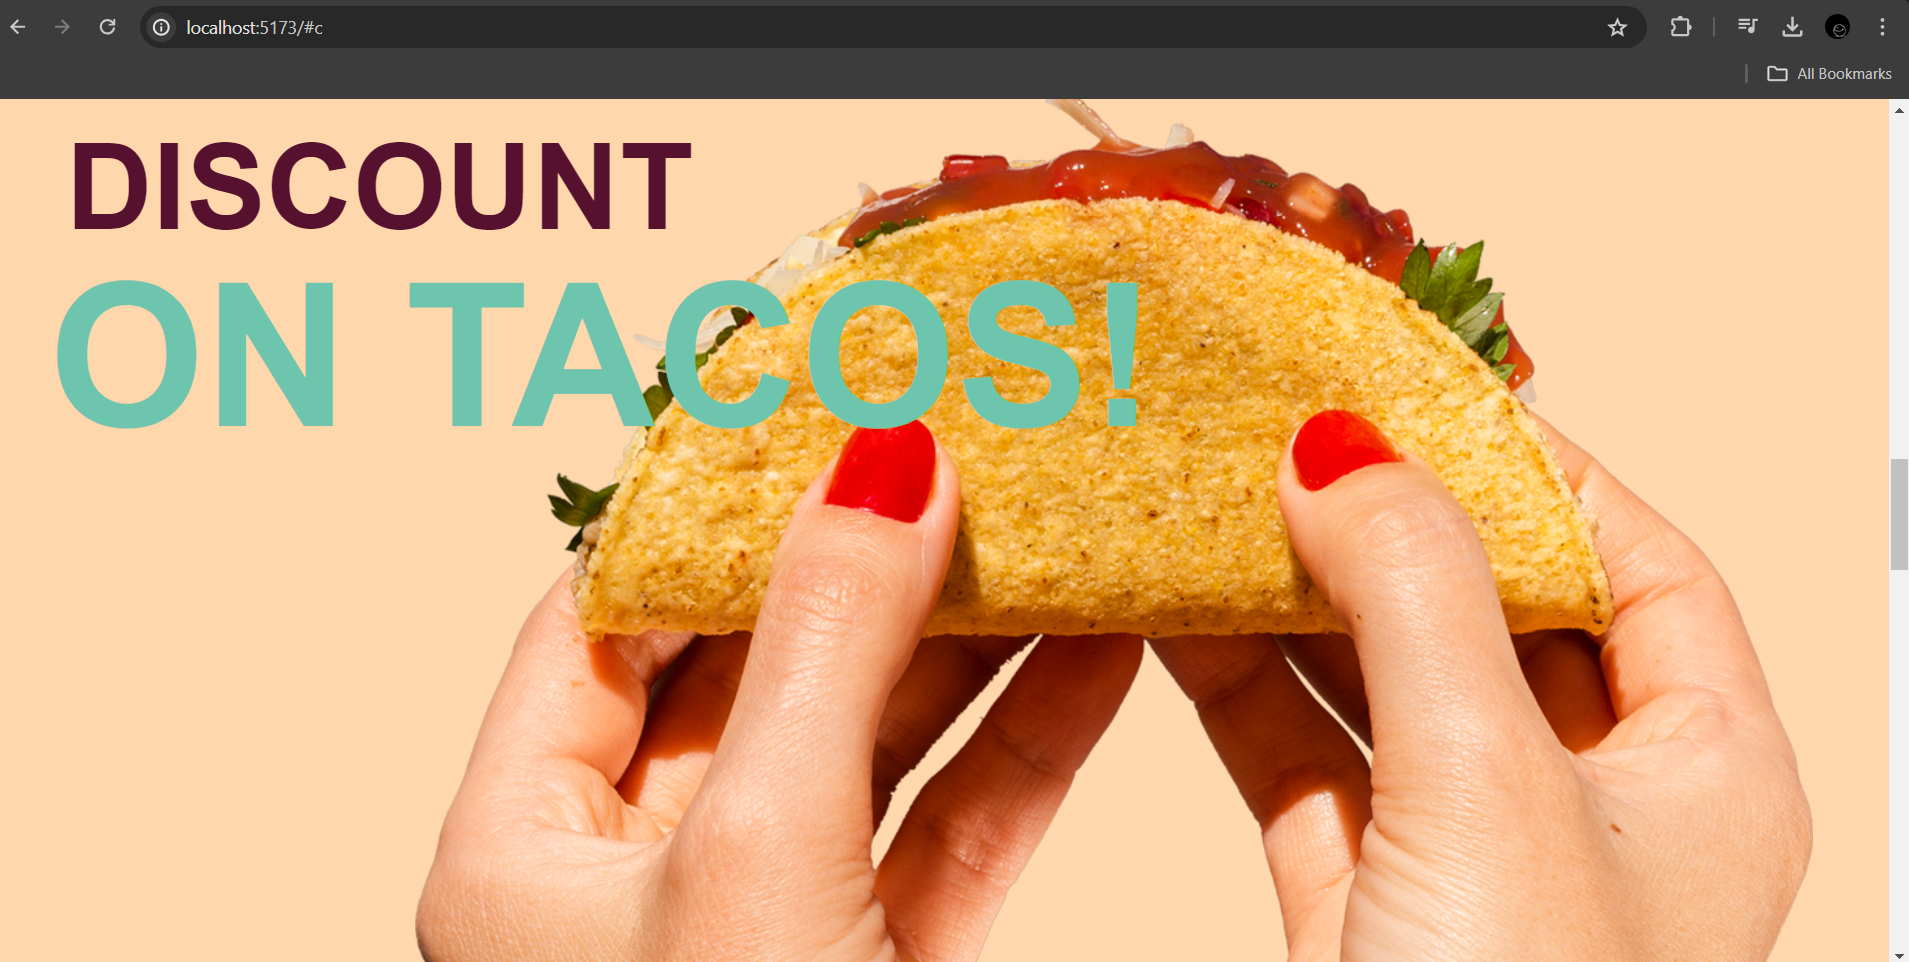 localhost:5173/#c
All Bookmarks
DISCOUNT
ON TACOS!